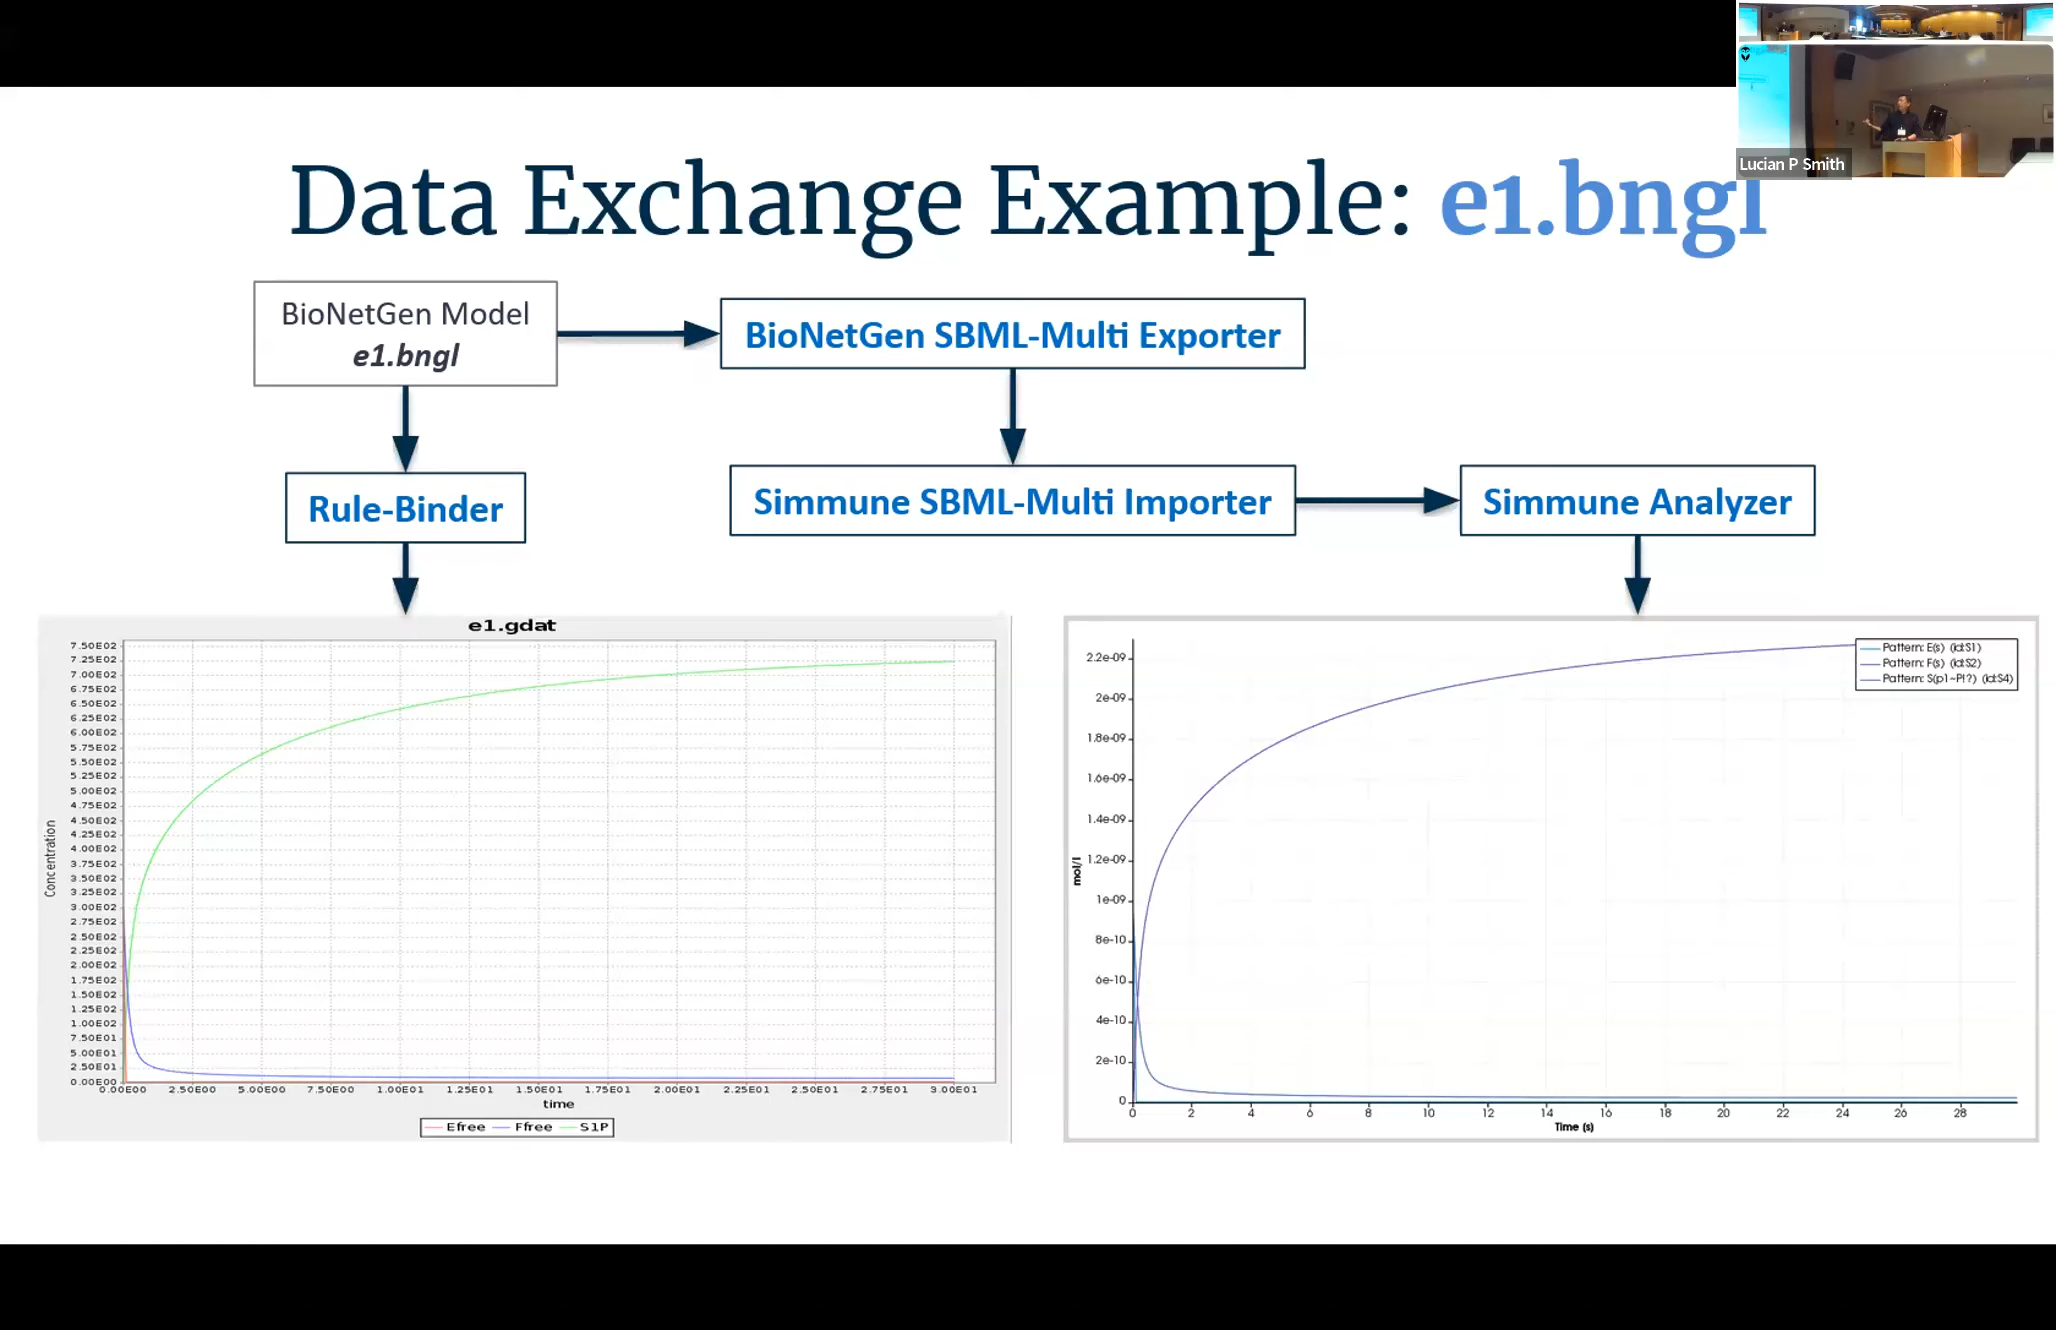 Lucian P Smith
Data Exchange Example: e1.bngl
BioNetGen Model
e1.bngl
BioNetGen SBML-Multi Exporter
Rule-Binder
Simmune SBML-Multi Importer
Simmune Analyzer
e1.gdat
7.50E02
7.25E02
7.00E02
6.75E02
6.50E02
6.25E02
6.00E02
5.75E02
5.50E02
5.25E02
5.00E02
4.75E02
4.50E02
4.25E02
4.00E02
3.75E02
3.50E02
3.25E02
3.00E02
2.75E02
2.50E02
2.25E02
2.00E02
1.75E02
1.50E02
1.25E02
1.00E02
7.50E01
5.00E01
2.50E01
0.00E00
Concentration
0.00E00 2.50E00 5.00E00 7.50E00 1.00E01 1.25E01 1.50E01 1.75E01 2.00E01 2.25E01 2.50E01 2.75E01 3.00E01
time
Efree Ffree S1P
2.2e-09
2e-09
1.8e-09
1.6e-09
1.4e-09
1.2e-09
1e-09
8e-10
6e-10
4e-10
2e-10
0
mol/l
0 2 4 6 8 10 12 14 16 18 20 22 24 26 28
Time (s)
Pattern: E(s) (id:S1)
Pattern: F(s) (id:S2)
Pattern: S(p1~P!?) (id:S4)